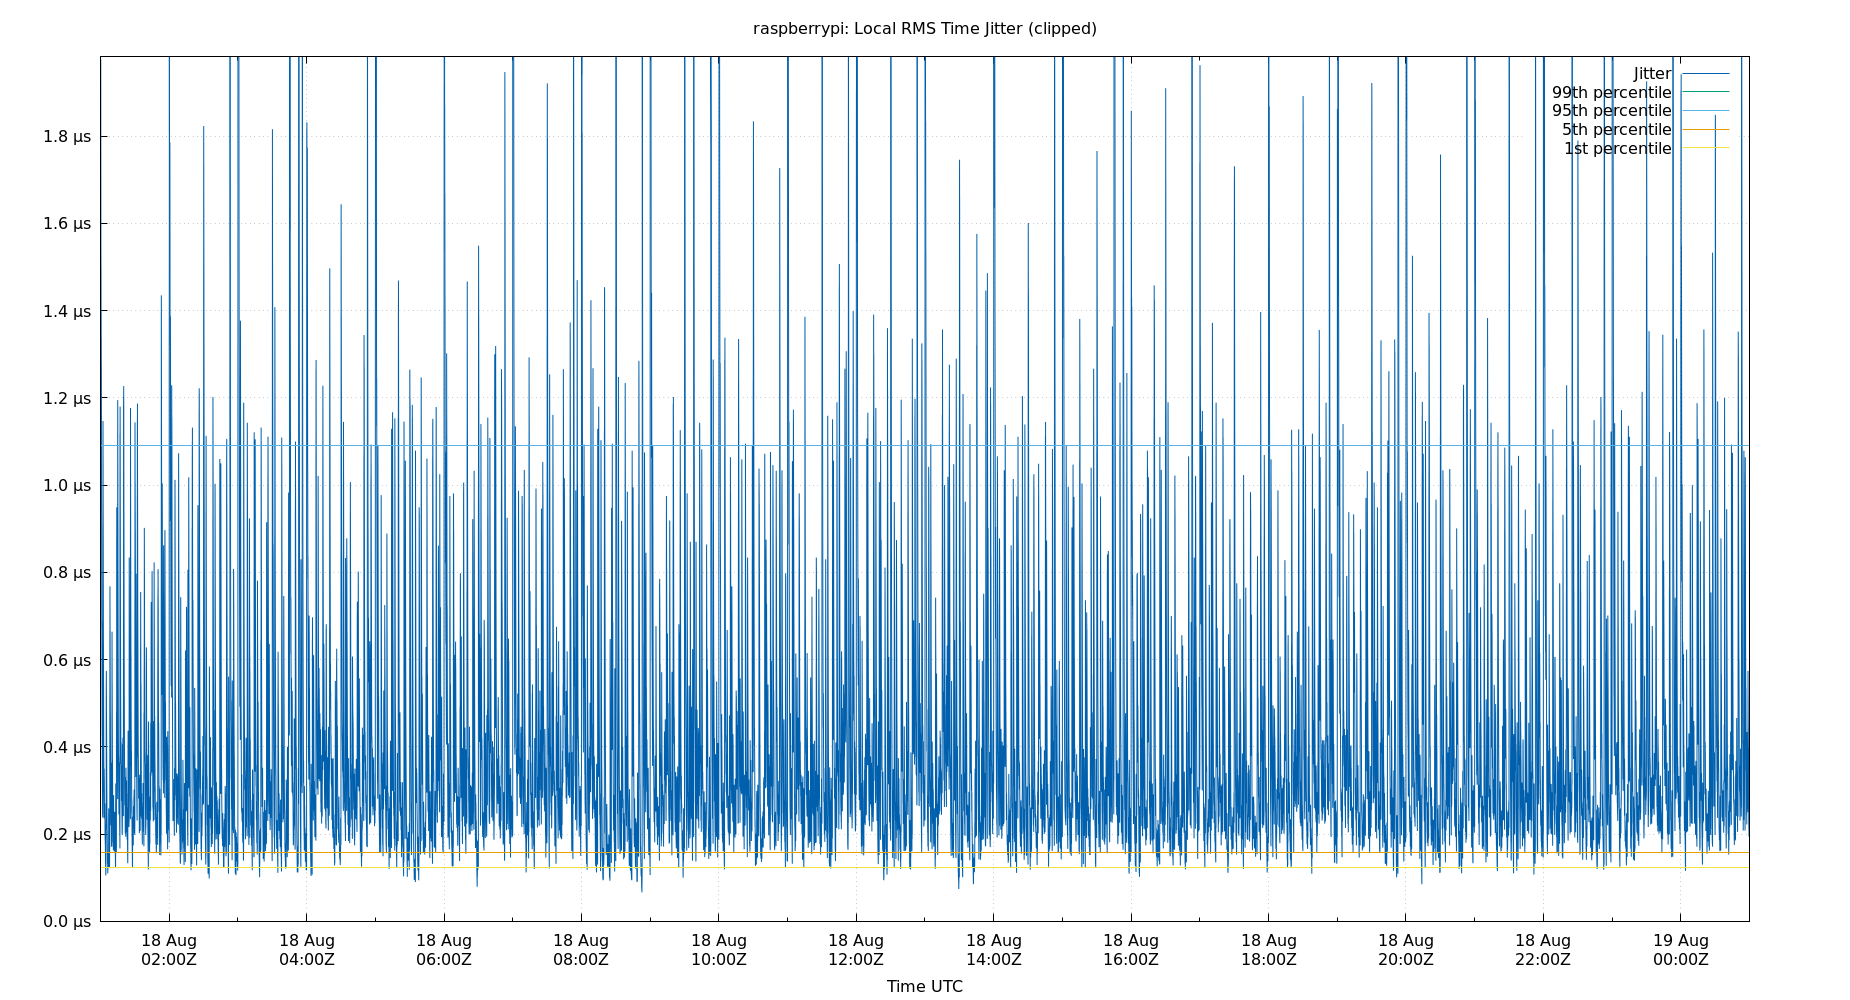 raspberrypi: Local RMS Time Jitter (clipped)
Jitter
99th percentile
95th percentile
5th percentile
1st percentile
1.8 µs
1.6 µs
1.4 µs
1.2 µs
1.0 µs
0.8 µs
0.6 µs
0.4 µs
0.2 µs
0.0 µs
18 Aug 18 Aug 18 Aug 18 Aug 18 Aug 18 Aug 18 Aug 18 Aug 18 Aug 18 Aug 18 Aug 19 Aug
02:00Z 04:00Z 06:00Z 08:00Z 10:00Z 12:00Z 14:00Z 16:00Z 18:00Z 20:00Z 22:00Z 00:00Z
Time UTC